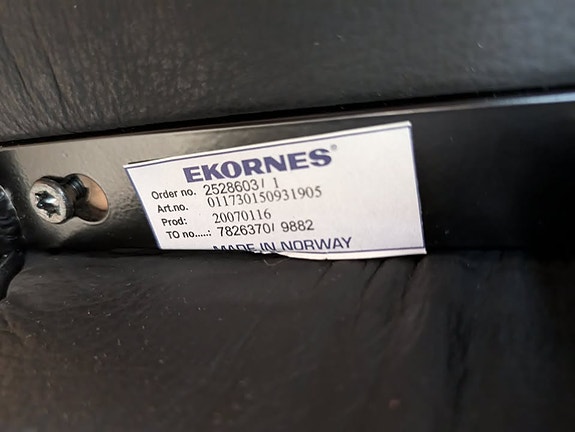 EKORNES®
Order no. 2528603/ 1
Art.no. 011730150931905
Prod: 20070116
TO no.....: 7826370/ 9882
MADE IN NORWAY